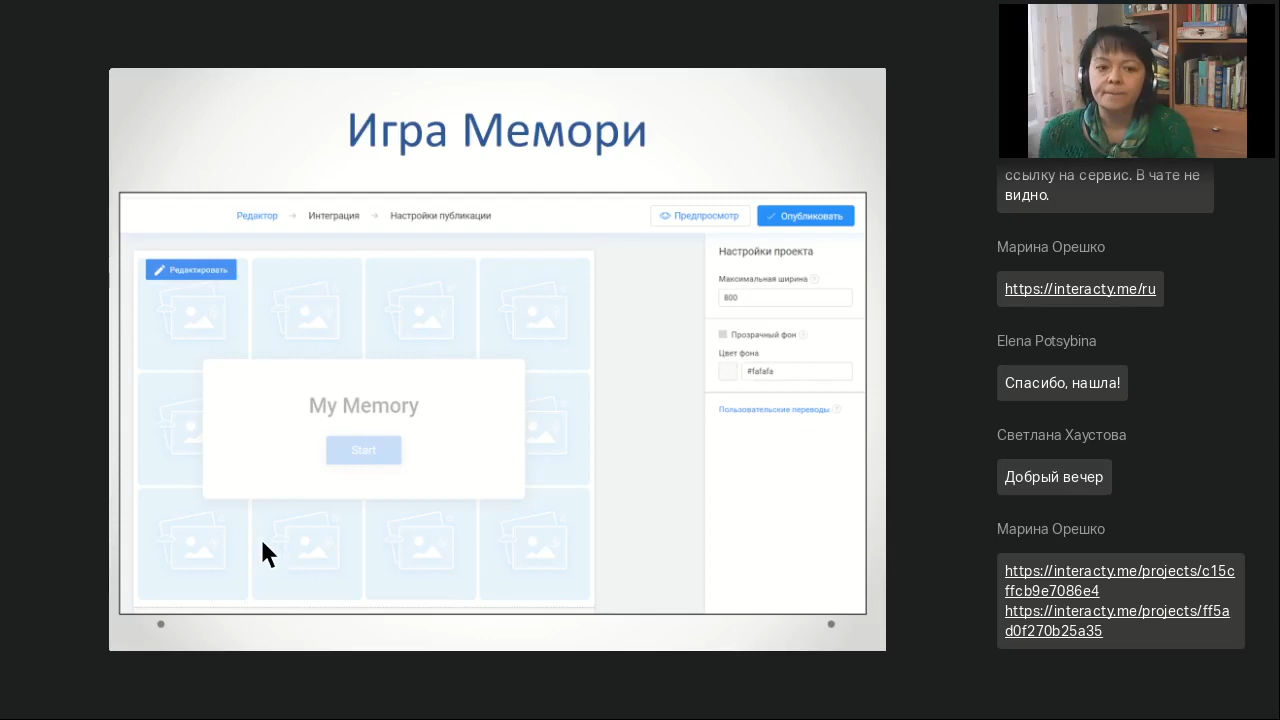 Игра Мемори
Редактор → Интеграция → Настройки публикации
Предпросмотр
Опубликовать
Редактировать
My Memory
Start
Настройки проекта
Максимальная ширина ?
800
Прозрачный фон ?
Цвет фона
#fafafa
Пользовательские переводы ?
ссылку на сервис. В чате не
видно.
Марина Орешко
https://interacty.me/ru
Elena Potsybina
Спасибо, нашла!
Светлана Хаустова
Добрый вечер
Марина Орешко
https://interacty.me/projects/c15c
ffcb9e7086e4
https://interacty.me/projects/ff5a
d0f270b25a35